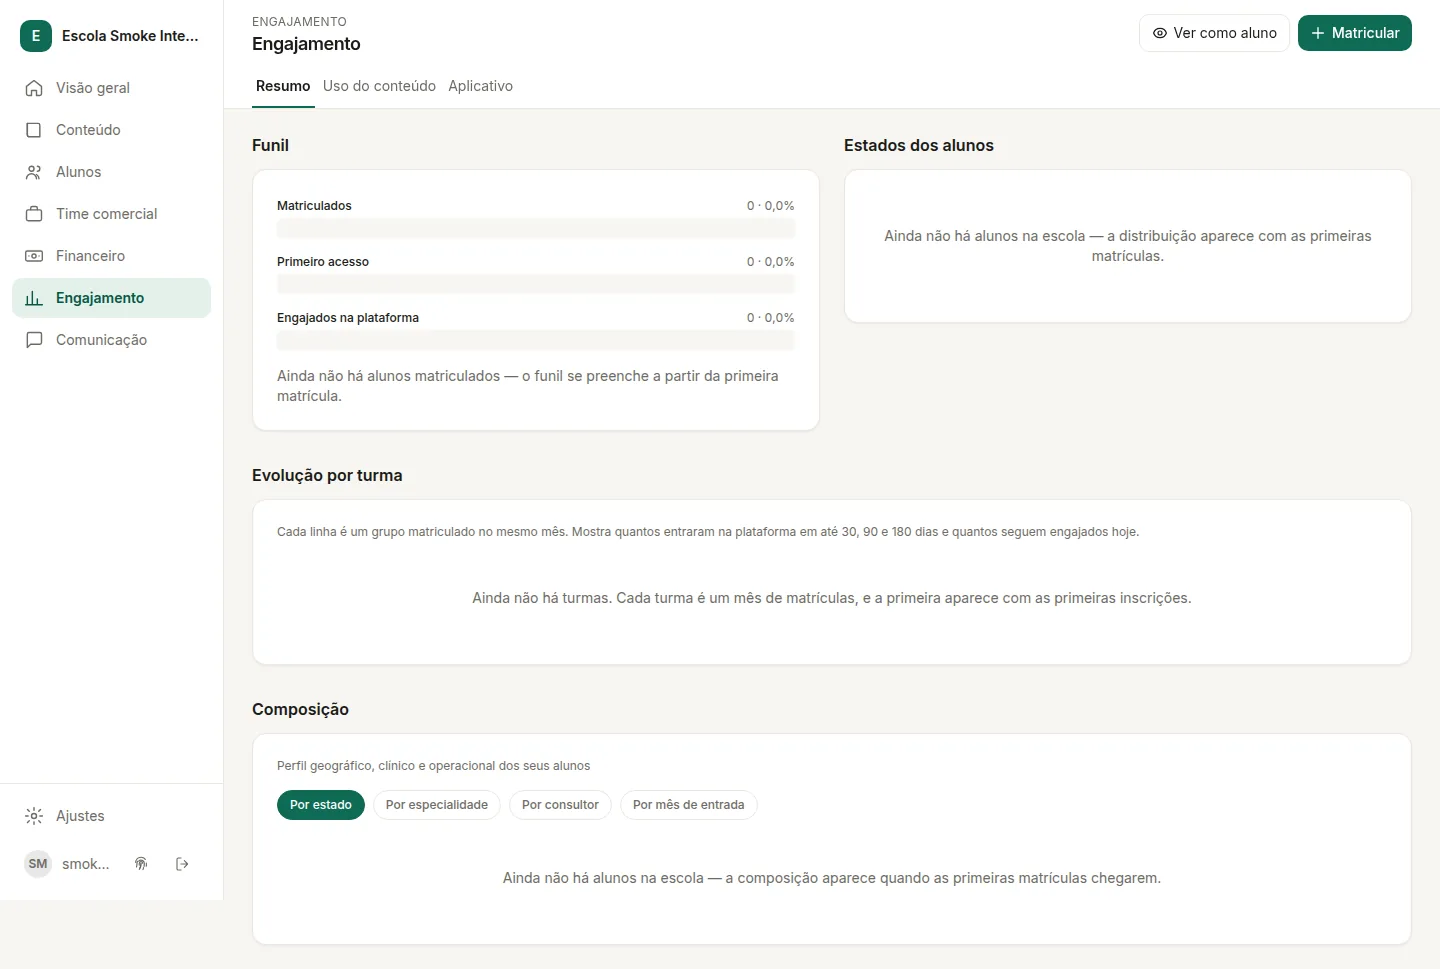 E
Escola Smoke Inte...
Visão geral
Conteúdo
Alunos
Time comercial
Financeiro
Engajamento
Comunicação
Ajustes
SM
smok...
ENGAJAMENTO
Engajamento
Ver como aluno
Matricular
Resumo
Uso do conteúdo
Aplicativo
Funil
Matriculados
0 · 0,0%
Primeiro acesso
0 · 0,0%
Engajados na plataforma
0 · 0,0%
Ainda não há alunos matriculados — o funil se preenche a partir da primeira
matrícula.
Estados dos alunos
Ainda não há alunos na escola — a distribuição aparece com as primeiras
matrículas.
Evolução por turma
Cada linha é um grupo matriculado no mesmo mês. Mostra quantos entraram na plataforma em até 30, 90 e 180 dias e quantos seguem engajados hoje.
Ainda não há turmas. Cada turma é um mês de matrículas, e a primeira aparece com as primeiras inscrições.
Composição
Perfil geográfico, clínico e operacional dos seus alunos
Por estado
Por especialidade
Por consultor
Por mês de entrada
Ainda não há alunos na escola — a composição aparece quando as primeiras matrículas chegarem.